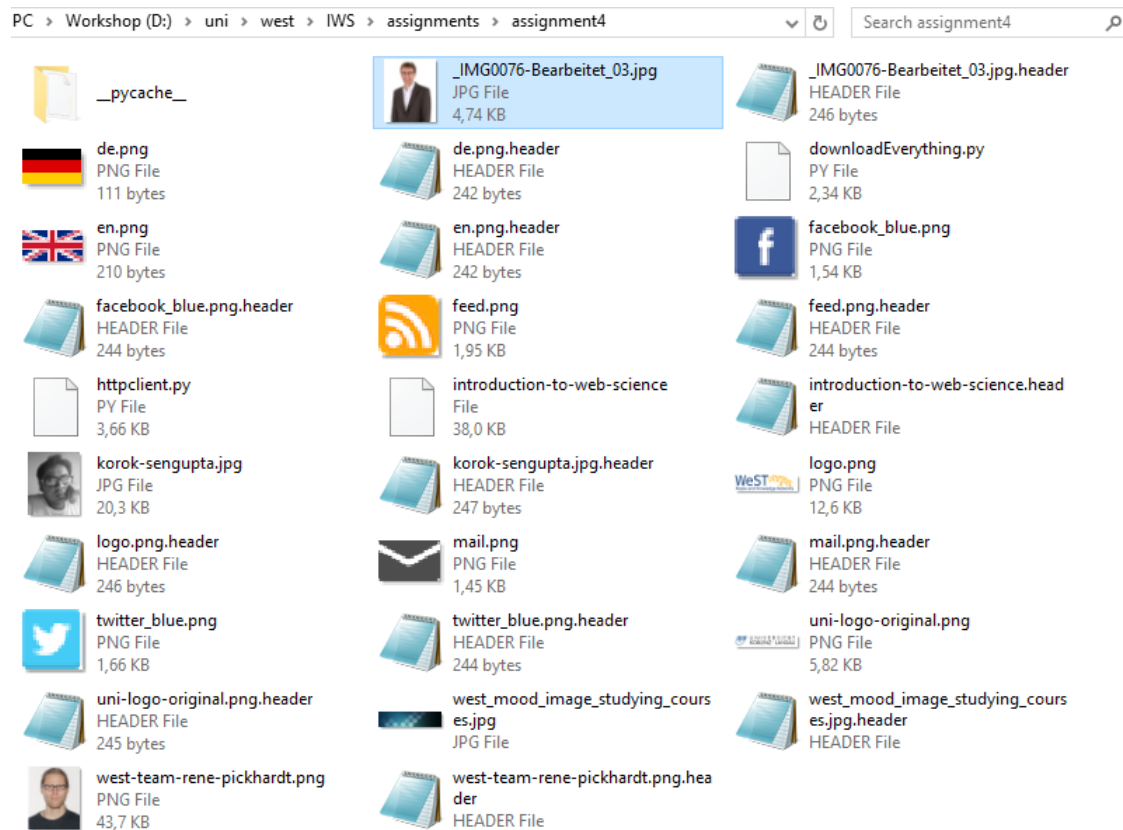 PC > Workshop (D:) > uni > west > IWS > assignments > assignment4
Search assignment4
__pycache__
_IMG0076-Bearbeitet_03.jpg
JPG File
4,74 KB
_IMG0076-Bearbeitet_03.jpg.header
HEADER File
246 bytes
de.png
PNG File
111 bytes
de.png.header
HEADER File
242 bytes
downloadEverything.py
PY File
2,34 KB
en.png
PNG File
210 bytes
en.png.header
HEADER File
242 bytes
f
facebook_blue.png
PNG File
1,54 KB
facebook_blue.png.header
HEADER File
244 bytes
feed.png
PNG File
1,95 KB
feed.png.header
HEADER File
244 bytes
httpclient.py
PY File
3,66 KB
introduction-to-web-science
File
38,0 KB
introduction-to-web-science.head
er
HEADER File
korok-sengupta.jpg
JPG File
20,3 KB
korok-sengupta.jpg.header
HEADER File
247 bytes
WeST
logo.png
PNG File
12,6 KB
logo.png.header
HEADER File
246 bytes
mail.png
PNG File
1,45 KB
mail.png.header
HEADER File
244 bytes
twitter_blue.png
PNG File
1,66 KB
twitter_blue.png.header
HEADER File
244 bytes
uni-logo-original.png
PNG File
5,82 KB
uni-logo-original.png.header
HEADER File
245 bytes
west_mood_image_studying_cours
es.jpg
JPG File
west_mood_image_studying_cours
es.jpg.header
HEADER File
west-team-rene-pickhardt.png
PNG File
43,7 KB
west-team-rene-pickhardt.png.hea
der
HEADER File